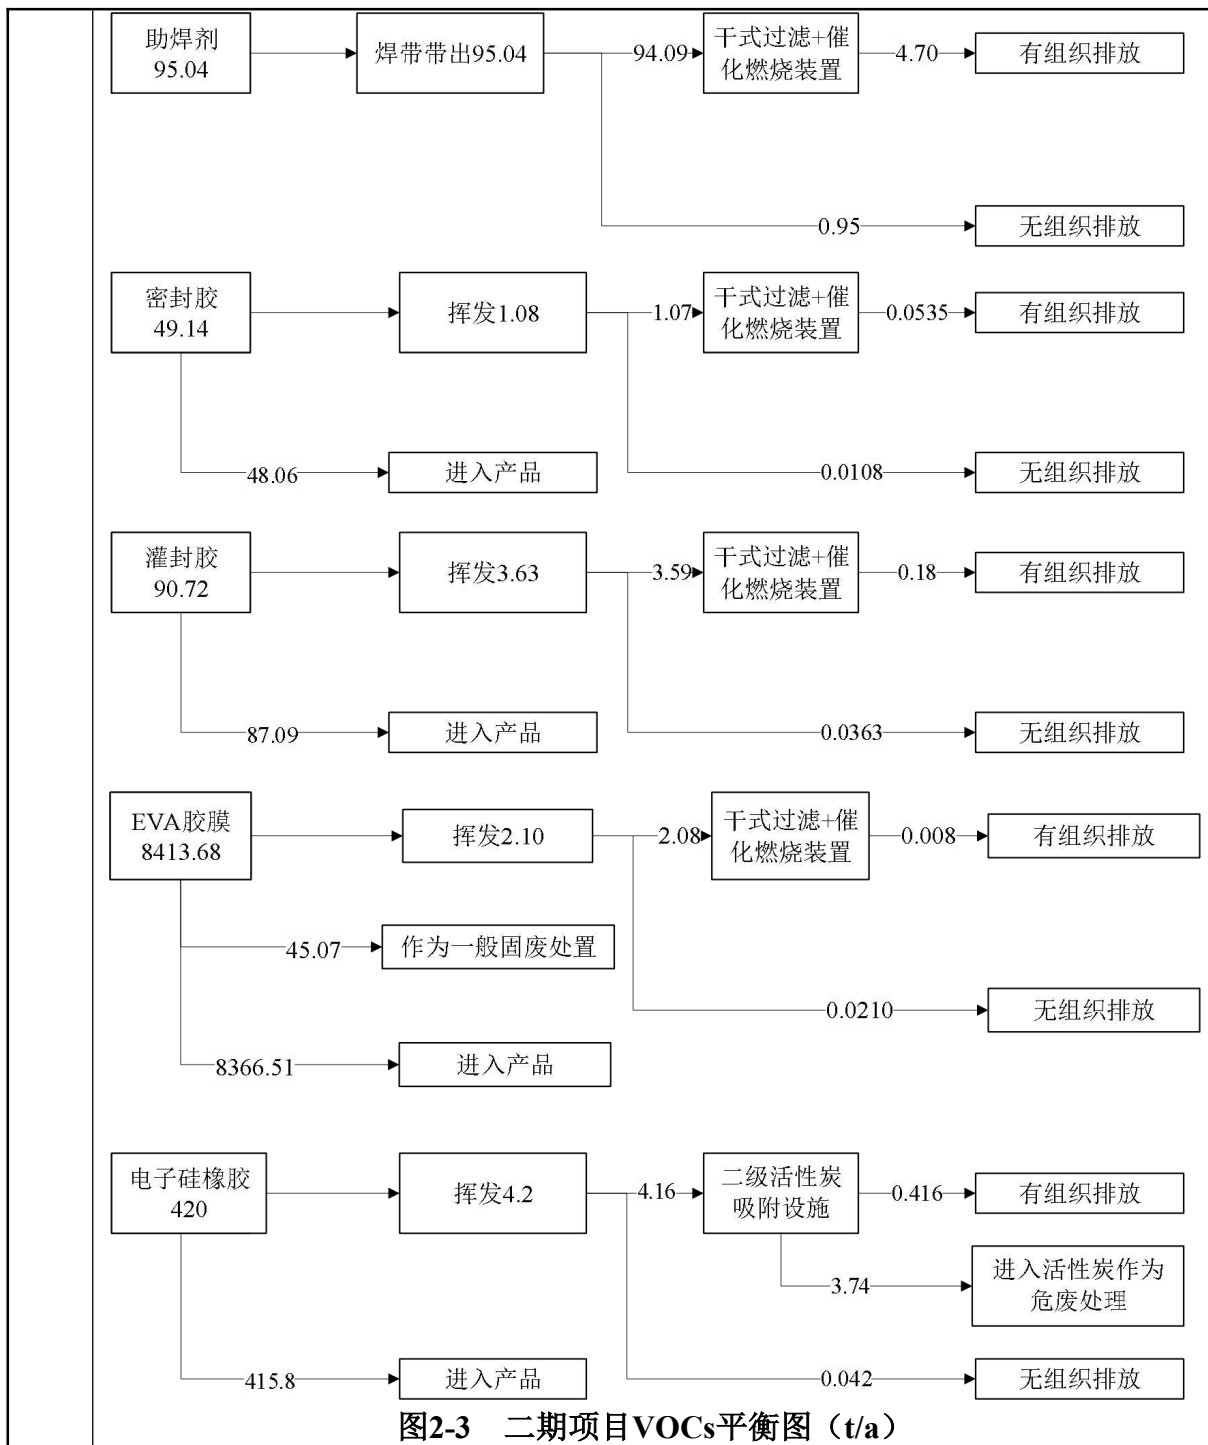 助焊剂
95.04
焊带带出95.04
94.09
干式过滤+催
化燃烧装置
4.70
有组织排放
0.95
无组织排放
密封胶
49.14
挥发1.08
1.07
干式过滤+催
化燃烧装置
0.0535
有组织排放
48.06
进入产品
0.0108
无组织排放
灌封胶
90.72
挥发3.63
3.59
干式过滤+催
化燃烧装置
0.18
有组织排放
87.09
进入产品
0.0363
无组织排放
EVA胶膜
8413.68
挥发2.10
2.08
干式过滤+催
化燃烧装置
0.008
有组织排放
45.07
作为一般固废处置
0.0210
无组织排放
8366.51
进入产品
电子硅橡胶
420
挥发4.2
4.16
二级活性炭
吸附设施
0.416
有组织排放
3.74
进入活性炭作为
危废处理
415.8
进入产品
0.042
无组织排放
图2-3 二期项目VOCs平衡图（t/a）